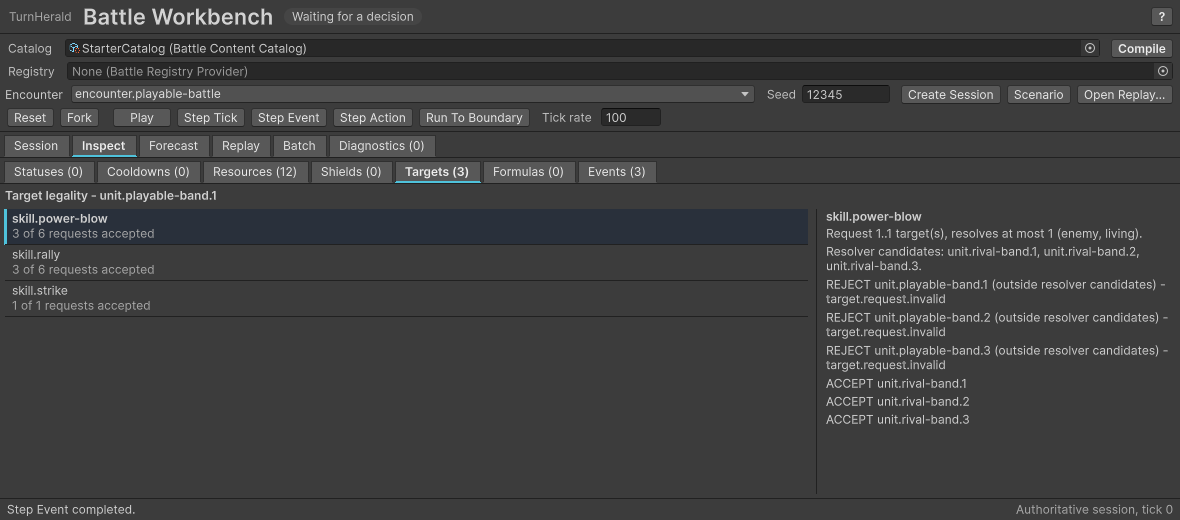 TurnHerald Battle Workbench Waiting for a decision ?
Catalog StarterCatalog (Battle Content Catalog) Compile
Registry None (Battle Registry Provider)
Encounter encounter.playable-battle Seed 12345 Create Session Scenario Open Replay...
Reset Fork Play Step Tick Step Event Step Action Run To Boundary Tick rate 100
Session Inspect Forecast Replay Batch Diagnostics (0)
Statuses (0) Cooldowns (0) Resources (12) Shields (0) Targets (3) Formulas (0) Events (3)
Target legality - unit.playable-band.1
skill.power-blow
3 of 6 requests accepted
skill.rally
3 of 6 requests accepted
skill.strike
1 of 1 requests accepted
skill.power-blow
Request 1..1 target(s), resolves at most 1 (enemy, living).
Resolver candidates: unit.rival-band.1, unit.rival-band.2,
unit.rival-band.3.
REJECT unit.playable-band.1 (outside resolver candidates) -
target.request.invalid
REJECT unit.playable-band.2 (outside resolver candidates) -
target.request.invalid
REJECT unit.playable-band.3 (outside resolver candidates) -
target.request.invalid
ACCEPT unit.rival-band.1
ACCEPT unit.rival-band.2
ACCEPT unit.rival-band.3
Step Event completed. Authoritative session, tick 0